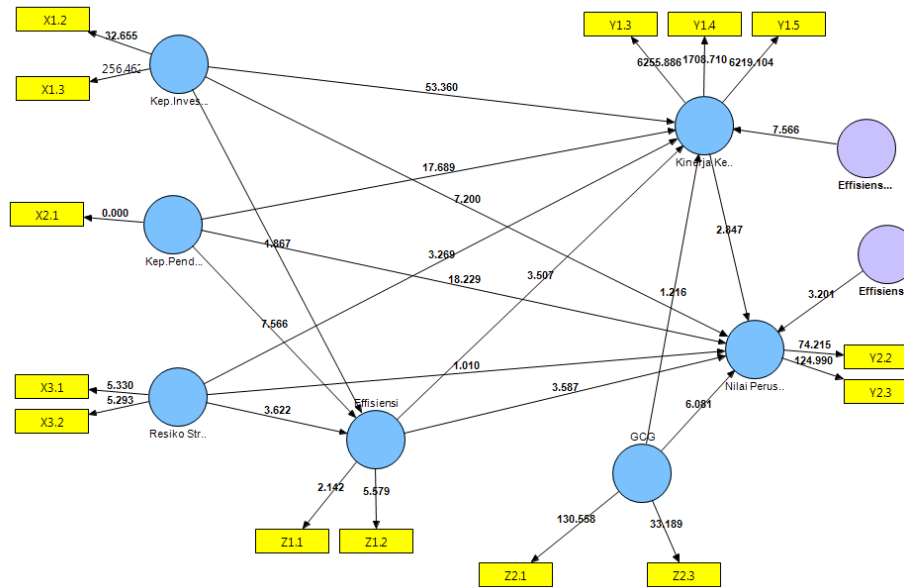 X1.2
Y1.3
Y1.4
Y1.5
32.655
6255.886
1708.710
6219.104
X1.3
256.462
Kep.Inves...
53.360
Kinerja Ke..
7.566
Effisiens...
17.689
X2.1
0.000
7.200
Kep.Pend...
1.867
3.269
3.507
2.847
18.229
1.216
3.201
Effisiens
7.566
74.215
Y2.2
124.990
1.010
X3.1
5.330
Nilai Perus..
Y2.3
X3.2
5.293
3.622
Effisiensi
3.587
6.081
Resiko Str..
GCG
2.142
5.579
Z1.1
Z1.2
130.558
33.189
Z2.1
Z2.3